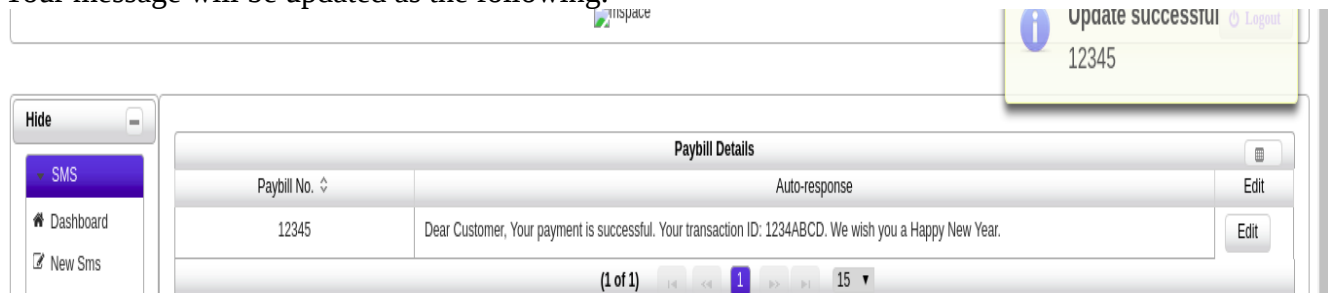 Your message will be updated as the following:
mspace
Update successful
Logout
12345
Hide
Paybill Details
SMS
Paybill No.
Auto-response
Edit
Dashboard
12345
Dear Customer, Your payment is successful. Your transaction ID: 1234ABCD. We wish you a Happy New Year.
Edit
New Sms
(1 of 1)
1
15